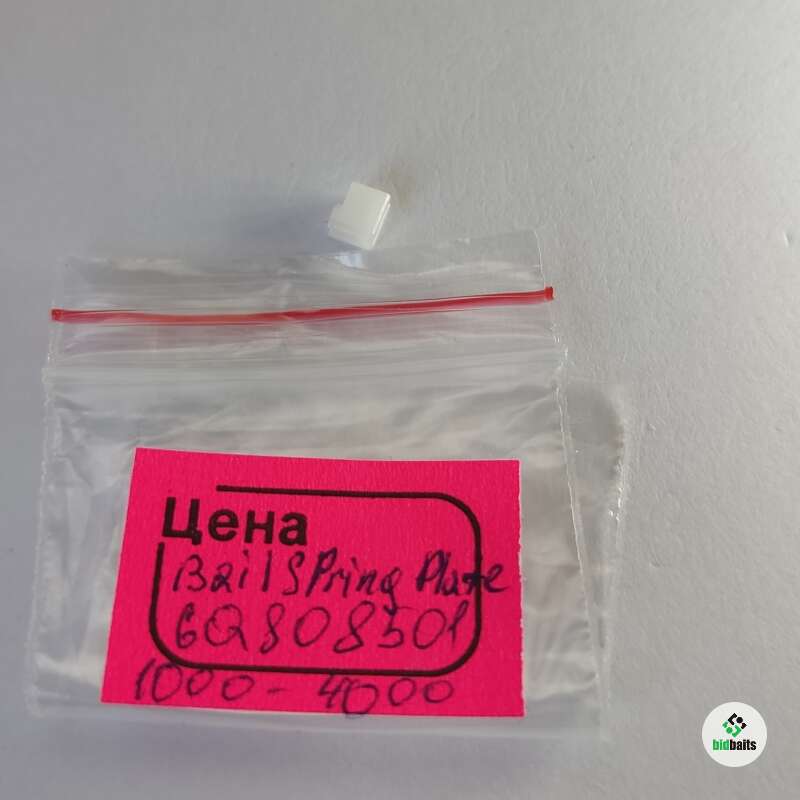 Цена
Bail Spring Plate
6Q808501
1000 - 4000
bidbaits